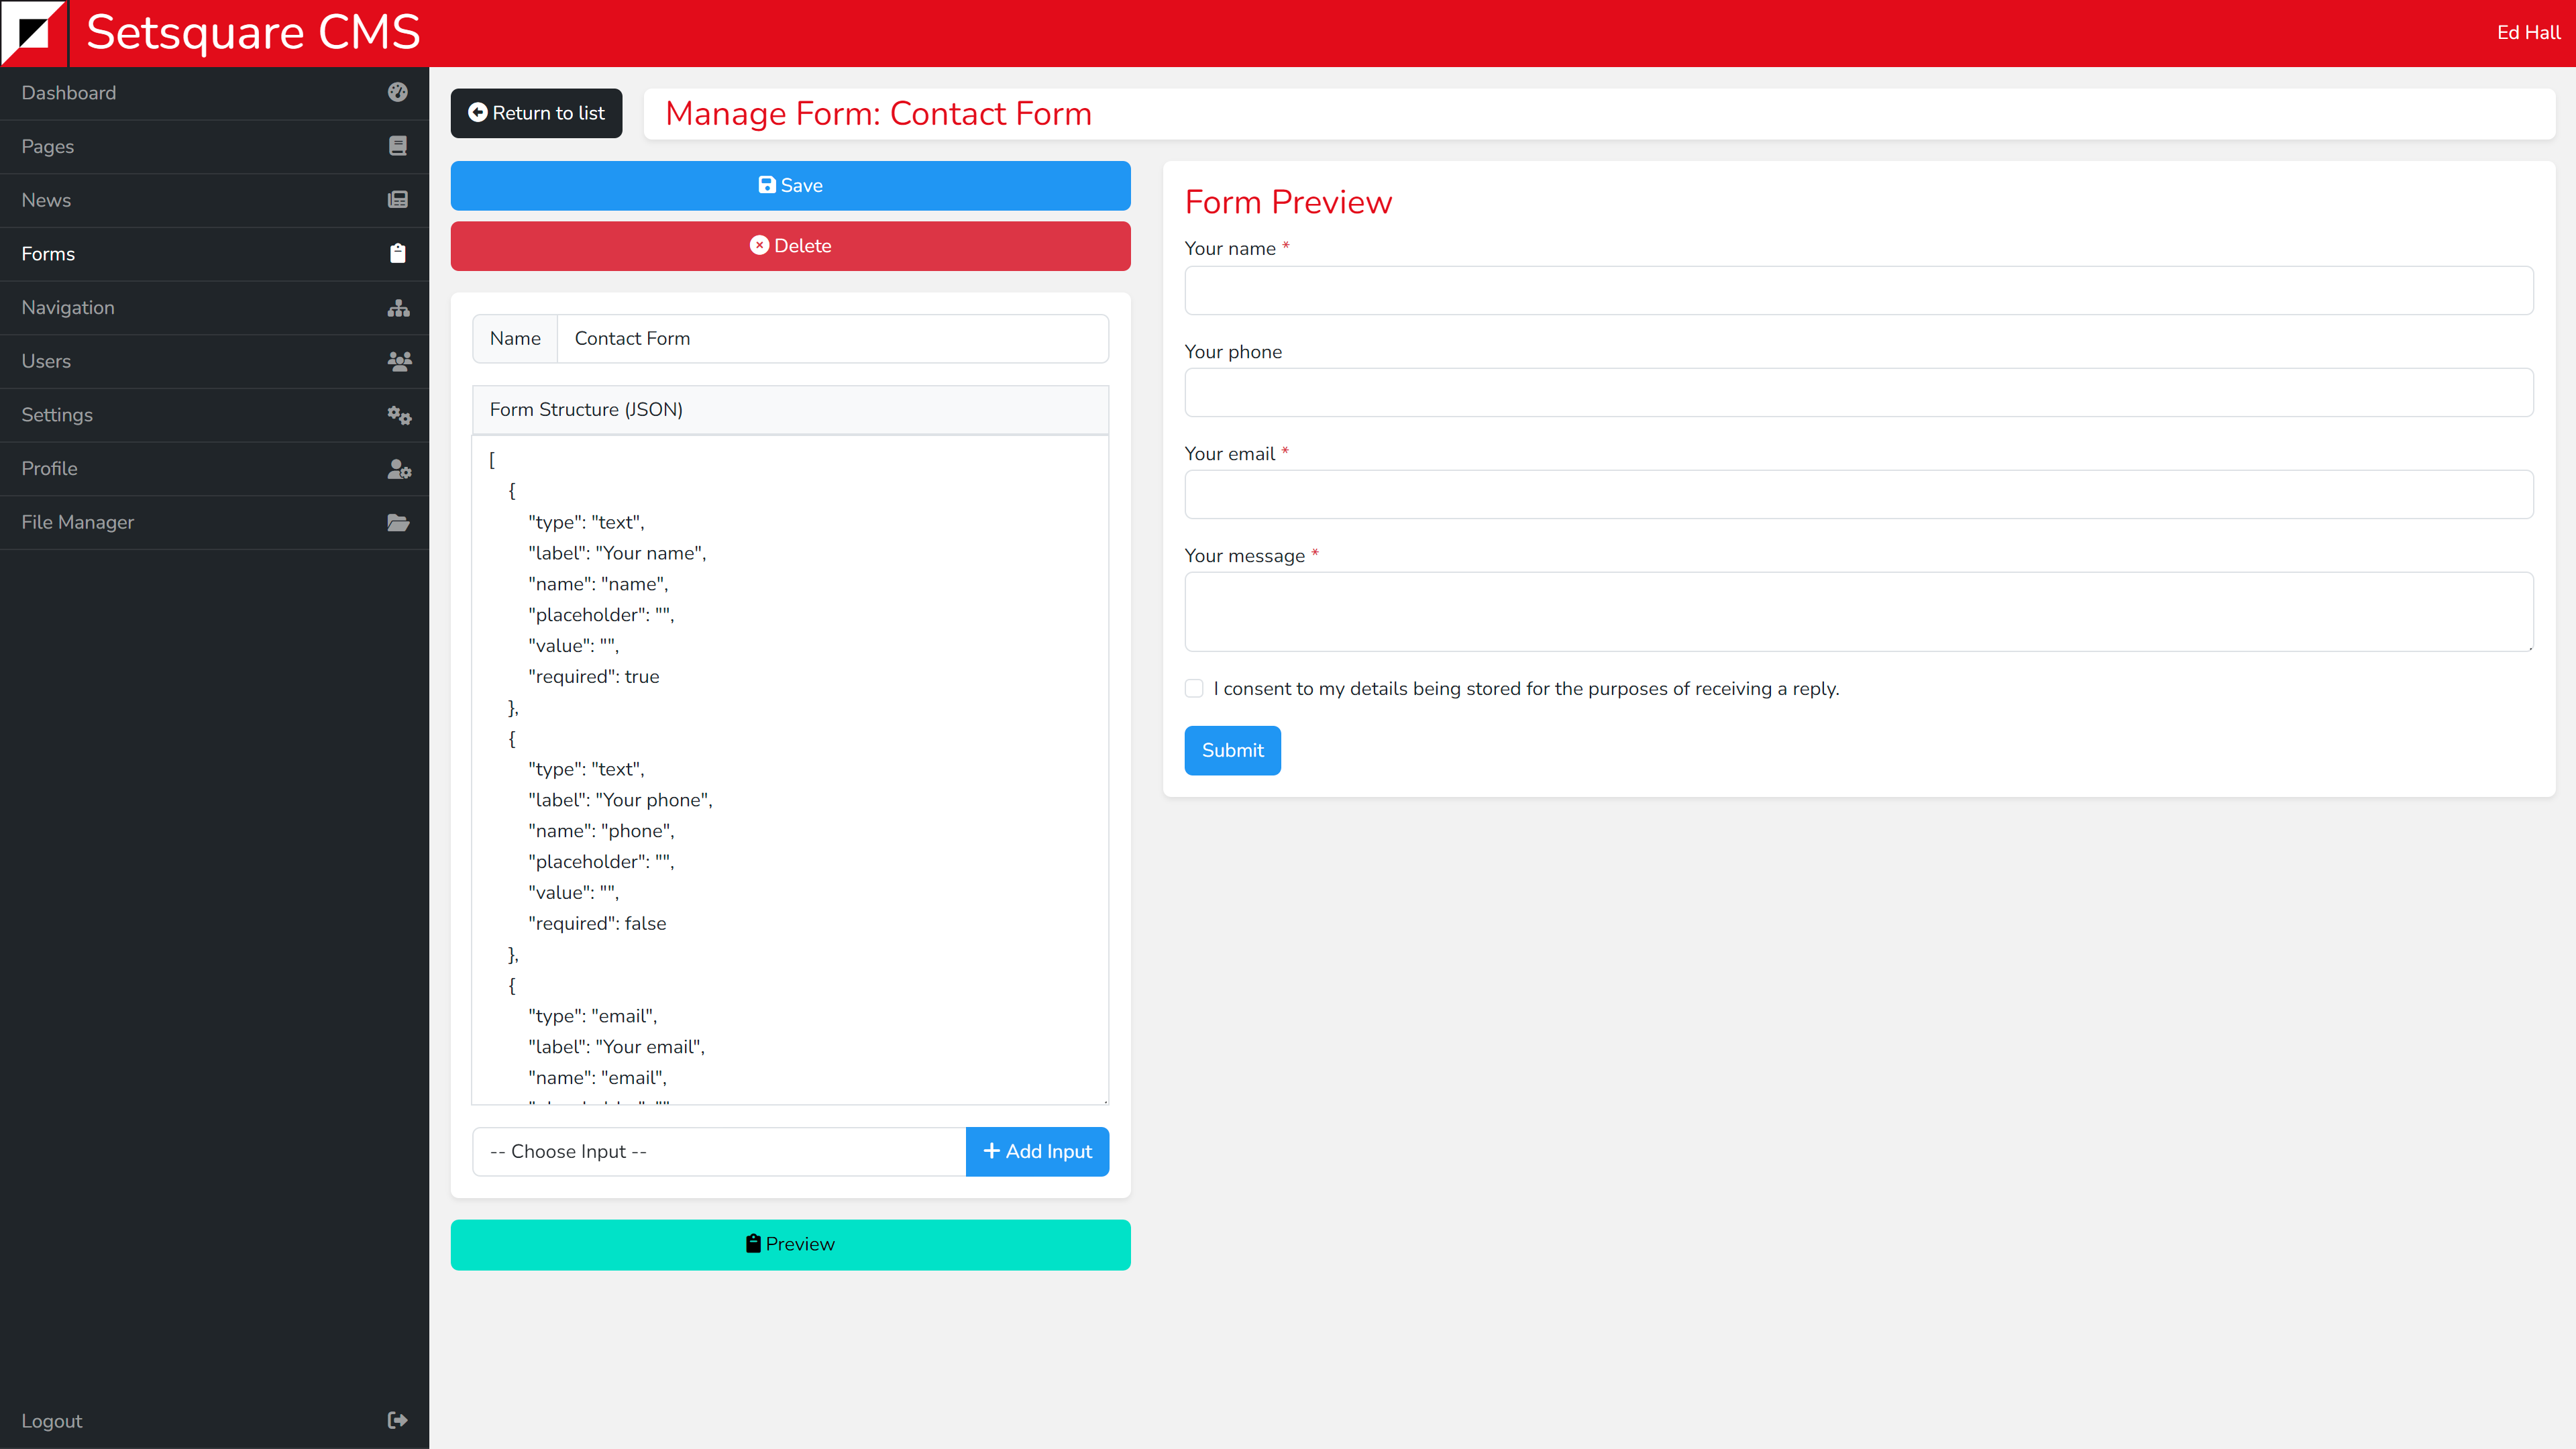 Setsquare CMS
Ed Hall
Dashboard
Pages
News
Forms
Navigation
Users
Settings
Profile
File Manager
Logout
Return to list
Manage Form: Contact Form
Save
Delete
Name
Contact Form
Form Structure (JSON)
[
{
"type": "text",
"label": "Your name",
"name": "name",
"placeholder": "",
"value": "",
"required": true
},
{
"type": "text",
"label": "Your phone",
"name": "phone",
"placeholder": "",
"value": "",
"required": false
},
{
"type": "email",
"label": "Your email",
"name": "email",
-- Choose Input --
Add Input
Preview
Form Preview
Your name *
Your phone
Your email *
Your message *
I consent to my details being stored for the purposes of receiving a reply.
Submit